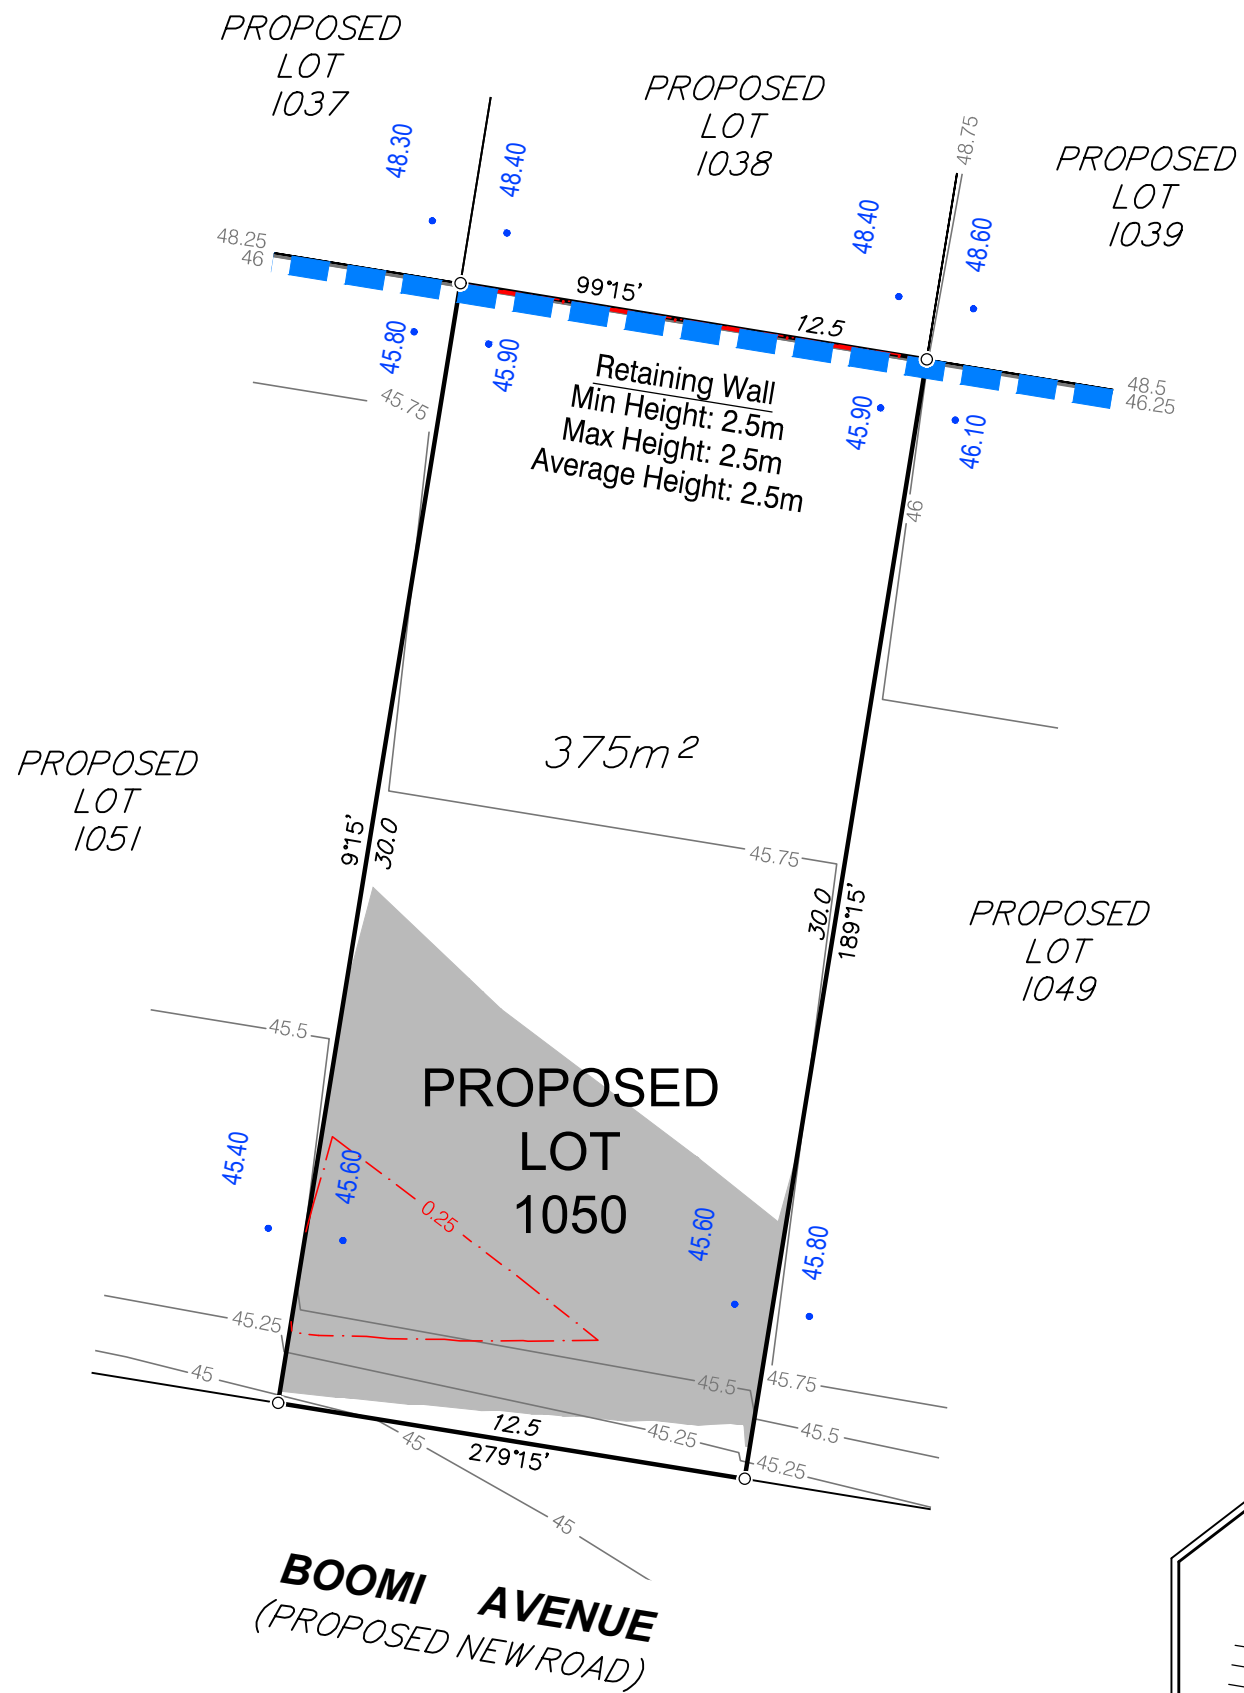 PROPOSED
LOT
1037
PROPOSED
LOT
1038
PROPOSED
LOT
1039
48.30
48.40
48.40
48.60
48.75
48.25
46
99°15'
12.5
48.5
46.25
45.80
45.90
45.90
46.10
45.75
Retaining Wall
Min Height: 2.5m
Max Height: 2.5m
Average Height: 2.5m
46
375m²
PROPOSED
LOT
1051
9°15'
30.0
45.75
30.0
189°15'
PROPOSED
LOT
1049
45.5
PROPOSED
LOT
1050
45.40
45.60
0.25
45.60
45.80
45.25
45
45.5
45.75
45.5
45.25
45.25
12.5
279°15'
45
45
BOOMI AVENUE
(PROPOSED NEW ROAD)